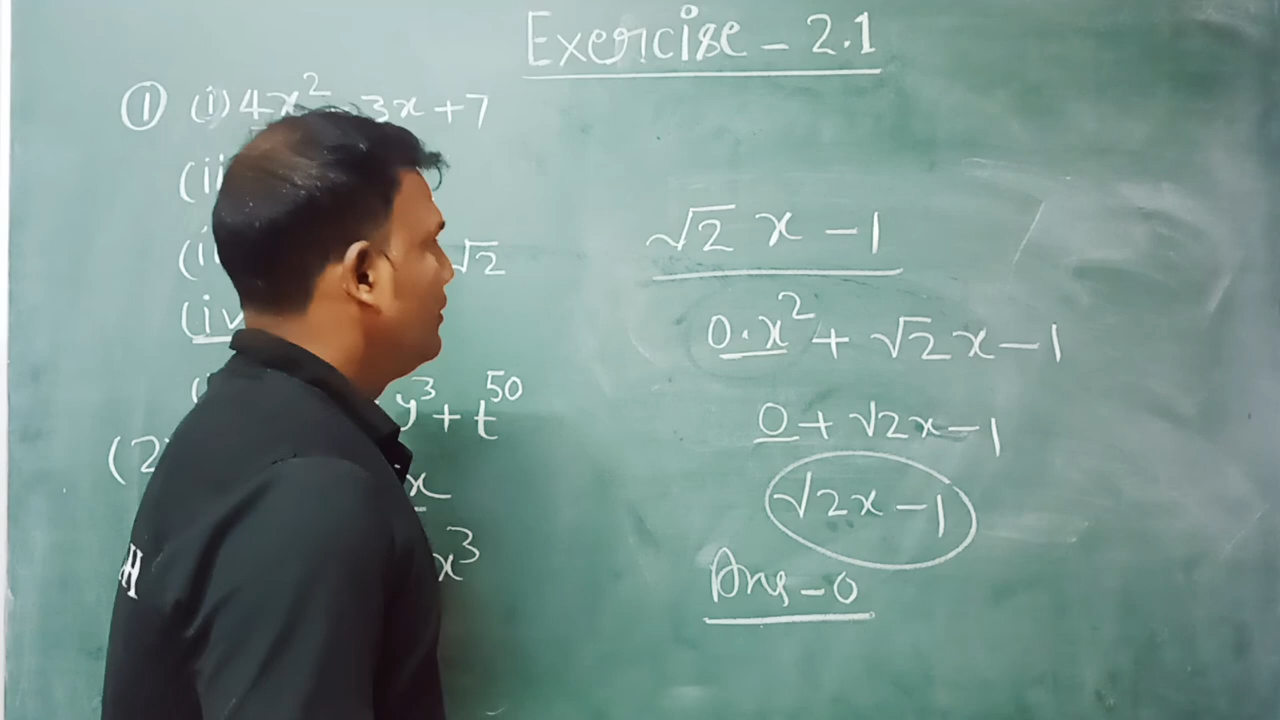 Exercise - 2.1
① (i) 4x² - 3x + 7
(ii
√2
(iv
y³ + t⁵⁰
(2
x
x³
√2 x - 1
0·x² + √2x - 1
0 + √2x - 1
√2x - 1
Ans - 0
H